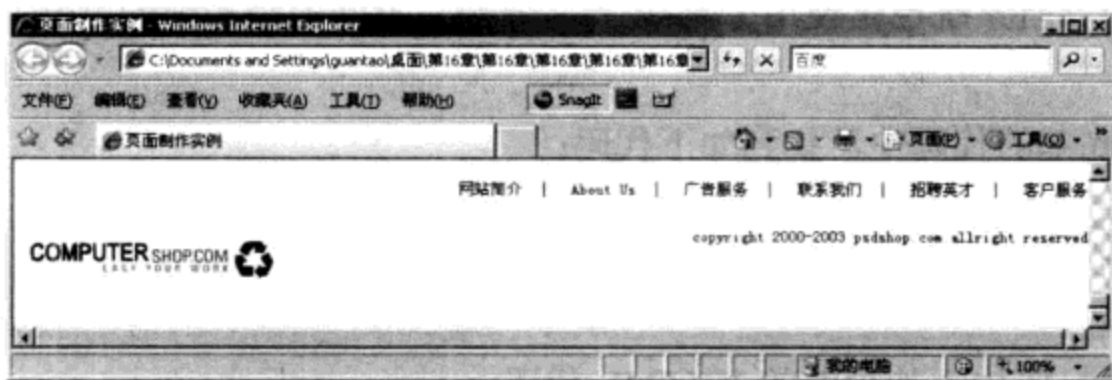 页面制作实例 - Windows Internet Explorer
C:\Documents and Settings\guantao\桌面\第16章\第16章\第16章\第16章\第16章 百度
文件(F) 编辑(E) 查看(V) 收藏夹(A) 工具(T) 帮助(H) SnagIt
页面制作实例 页面(P) 工具(O)
网站简介 | About Us | 广告服务 | 联系我们 | 招聘英才 | 客户服务
copyright 2000-2003 psdshop com allright reserved
COMPUTER SHOP.COM
EASY YOUR WORK
我的电脑 100%